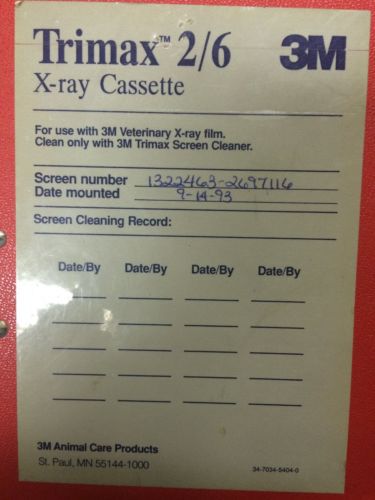 Trimax™ 2/6 3M
X-ray Cassette
For use with 3M Veterinary X-ray film.
Clean only with 3M Trimax Screen Cleaner.
Screen number 1322463-2697116
Date mounted 9-14-93
Screen Cleaning Record:
Date/By Date/By Date/By Date/By
3M Animal Care Products
St. Paul, MN 55144-1000
34-7034-5404-0